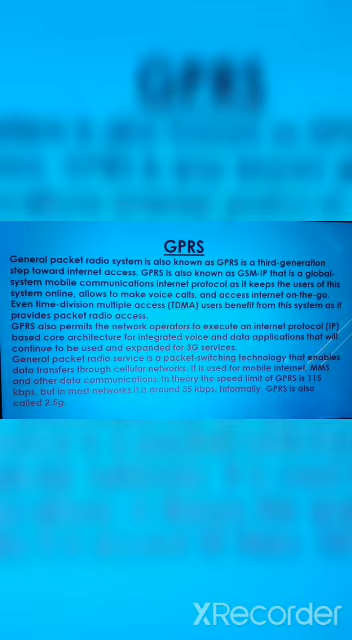 GPRS
General packet radio system is also known as GPRS is a third-generation
step toward internet access. GPRS is also known as GSM-IP that is a global-
system mobile communications internet protocol as it keeps the users of this
system online, allows to make voice calls, and access internet on-the-go.
Even time-division multiple access (TDMA) users benefit from this system as it
provides packet radio access.
GPRS also permits the network operators to execute an internet protocol (IP)
based core architecture for integrated voice and data applications that will
continue to be used and expanded for 3G services.
General packet radio service is a packet-switching technology that enables
data transfers through cellular networks. It is used for mobile internet, MMS
and other data communications. In theory the speed limit of GPRS is 115
kbps, but in most networks it is around 35 kbps. Informally, GPRS is also
called 2.5g.
XRecorder